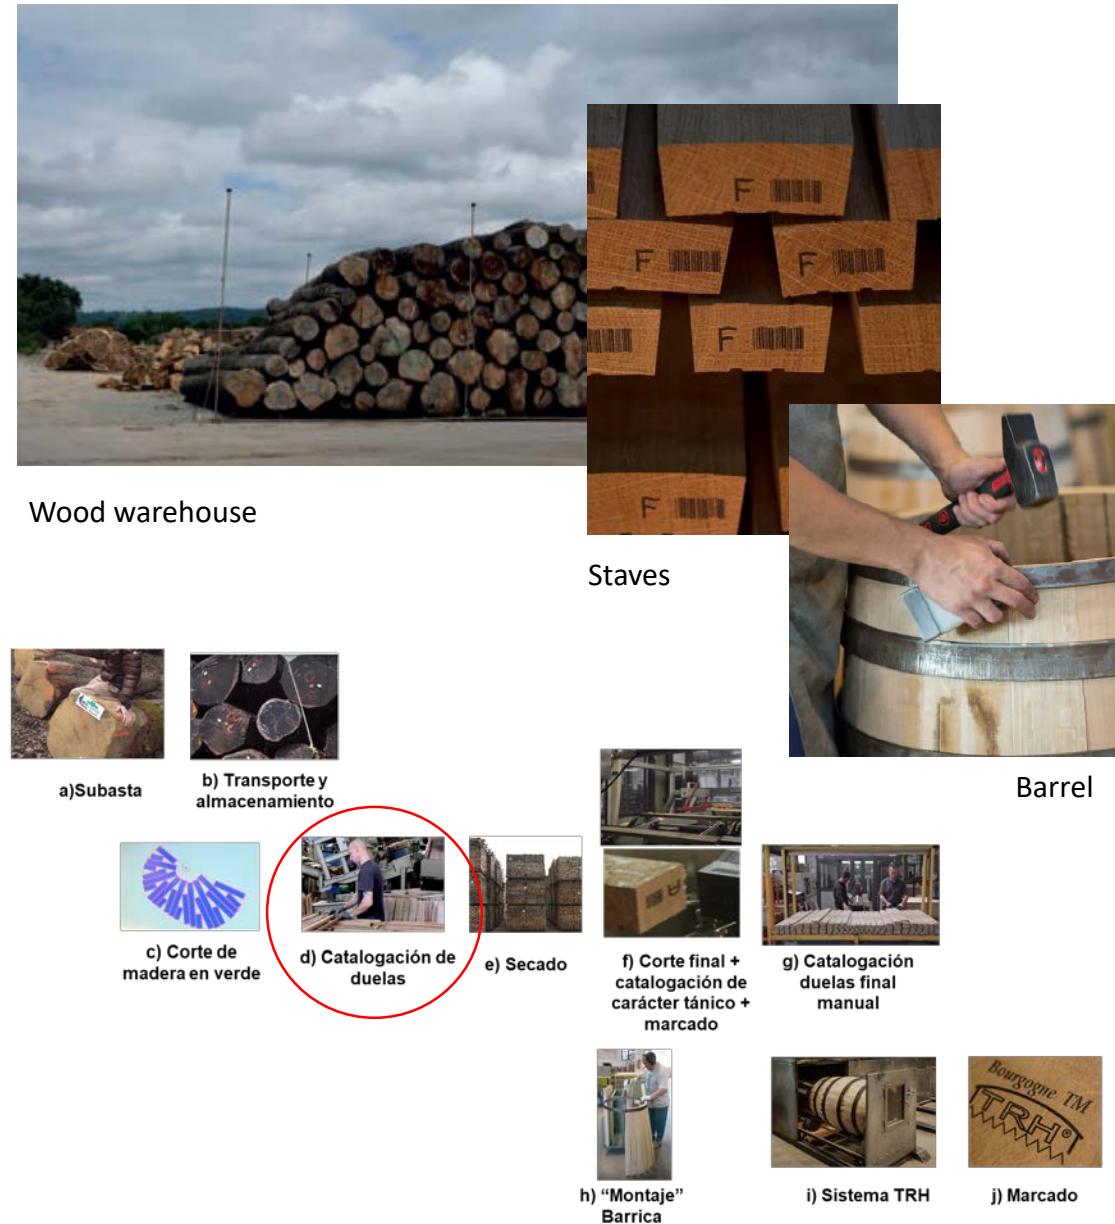 F
F
F
F
F
Wood warehouse
Staves
Barrel
a)Subasta
b) Transporte y
almacenamiento
c) Corte de
madera en verde
d) Catalogación de
duelas
e) Secado
f) Corte final +
catalogación de
carácter tánico +
marcado
g) Catalogación
duelas final
manual
h) “Montaje”
Barrica
i) Sistema TRH
Bourgogne TM
TRH®
j) Marcado